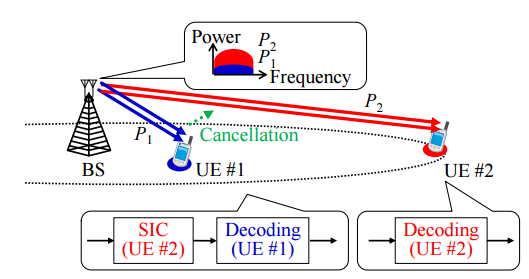 Power P2
P1
Frequency
P2
P1
Cancellation
BS
UE #1
UE #2
SIC
(UE #2)
Decoding
(UE #1)
Decoding
(UE #2)